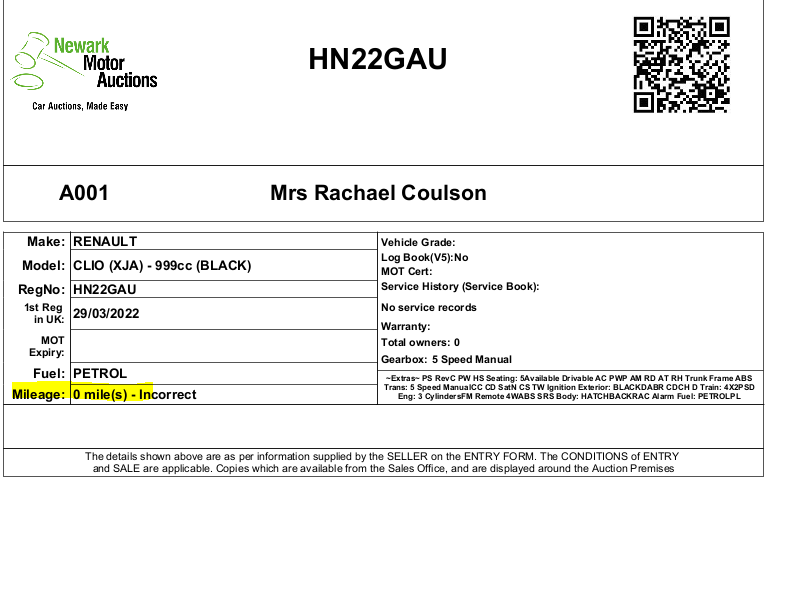 Newark
Motor
Auctions
Car Auctions, Made Easy
HN22GAU
A001
Mrs Rachael Coulson
Make: RENAULT
Model: CLIO (XJA) - 999cc (BLACK)
RegNo: HN22GAU
1st Reg
in UK: 29/03/2022
MOT
Expiry:
Fuel: PETROL
Mileage: 0 mile(s) - Incorrect
Vehicle Grade:
Log Book(V5):No
MOT Cert:
Service History (Service Book):
No service records
Warranty:
Total owners: 0
Gearbox: 5 Speed Manual
~Extras~ PS RevC PW HS Seating: 5Available Drivable AC PWP AM RD AT RH Trunk Frame ABS
Trans: 5 Speed ManualCC CD SatN CS TW Ignition Exterior: BLACKDABR CDCH D Train: 4X2PSD
Eng: 3 CylindersFM Remote 4WABS SRS Body: HATCHBACKRAC Alarm Fuel: PETROLPL
The details shown above are as per information supplied by the SELLER on the ENTRY FORM. The CONDITIONS of ENTRY
and SALE are applicable. Copies which are available from the Sales Office, and are displayed around the Auction Premises